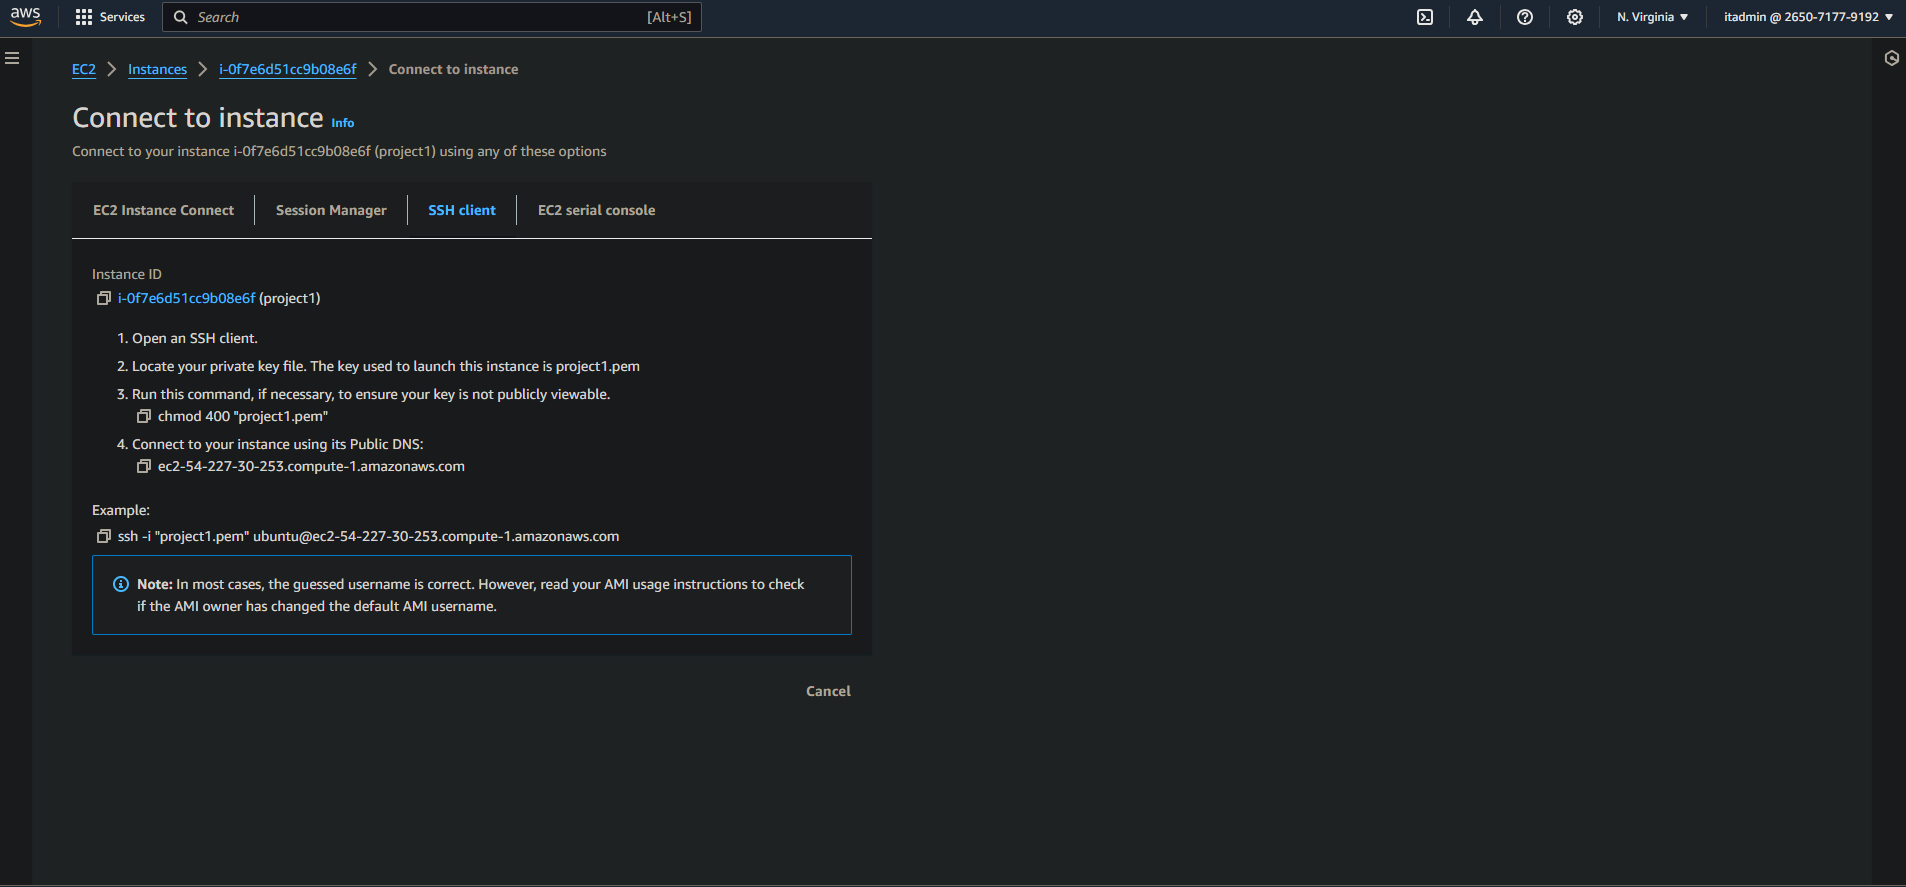 aws Services Search [Alt+S] N. Virginia itadmin @ 2650-7177-9192
EC2 Instances i-0f7e6d51cc9b08e6f Connect to instance
Connect to instance Info
Connect to your instance i-0f7e6d51cc9b08e6f (project1) using any of these options
EC2 Instance Connect Session Manager SSH client EC2 serial console
Instance ID
i-0f7e6d51cc9b08e6f (project1)
1. Open an SSH client.
2. Locate your private key file. The key used to launch this instance is project1.pem
3. Run this command, if necessary, to ensure your key is not publicly viewable.
chmod 400 "project1.pem"
4. Connect to your instance using its Public DNS:
ec2-54-227-30-253.compute-1.amazonaws.com
Example:
ssh -i "project1.pem" ubuntu@ec2-54-227-30-253.compute-1.amazonaws.com
Note: In most cases, the guessed username is correct. However, read your AMI usage instructions to check
if the AMI owner has changed the default AMI username.
Cancel